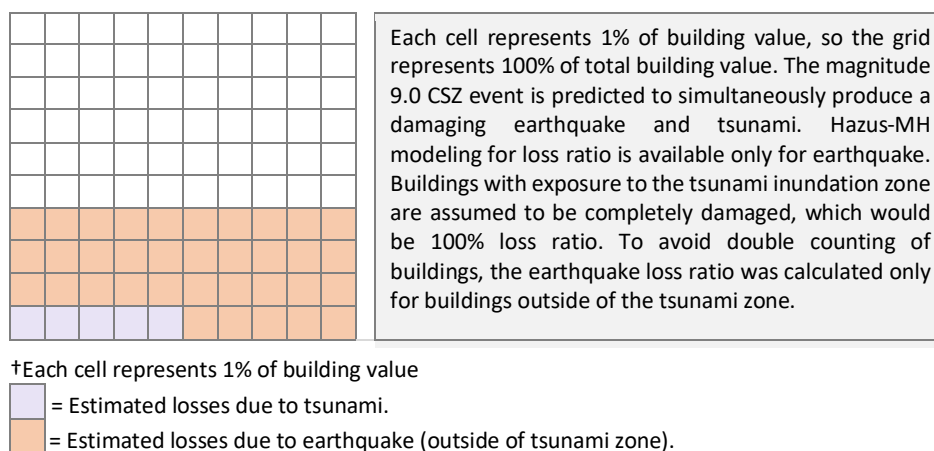 Each cell represents 1% of building value, so the grid
represents 100% of total building value. The magnitude
9.0 CSZ event is predicted to simultaneously produce a
damaging earthquake and tsunami. Hazus-MH
modeling for loss ratio is available only for earthquake.
Buildings with exposure to the tsunami inundation zone
are assumed to be completely damaged, which would
be 100% loss ratio. To avoid double counting of
buildings, the earthquake loss ratio was calculated only
for buildings outside of the tsunami zone.
†Each cell represents 1% of building value
= Estimated losses due to tsunami.
= Estimated losses due to earthquake (outside of tsunami zone).